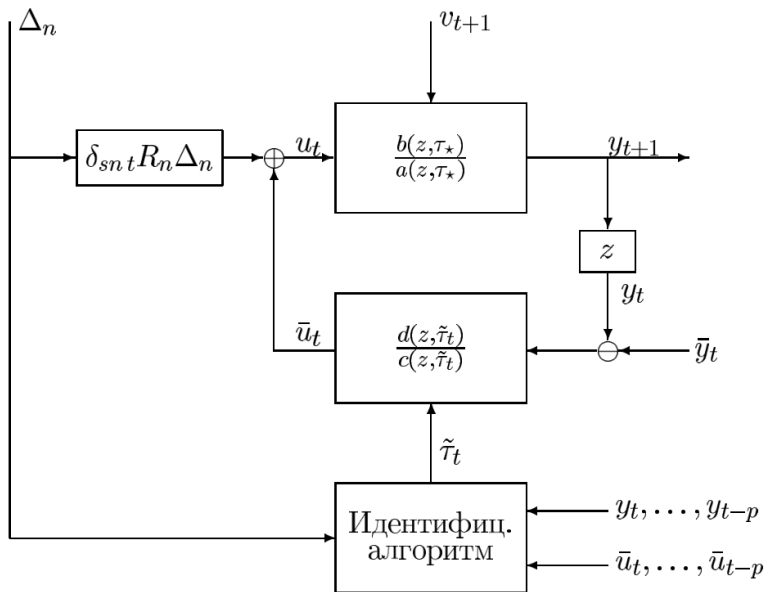 Δ_n
v_{t+1}
δ_{sn t} R_n Δ_n
⊕
u_t
b(z,τ_⋆)
a(z,τ_⋆)
y_{t+1}
z
y_t
ū_t
d(z,τ̃_t)
c(z,τ̃_t)
⊖
ȳ_t
τ̃_t
Идентифиц.
алгоритм
y_t, . . . , y_{t−p}
ū_t, . . . , ū_{t−p}